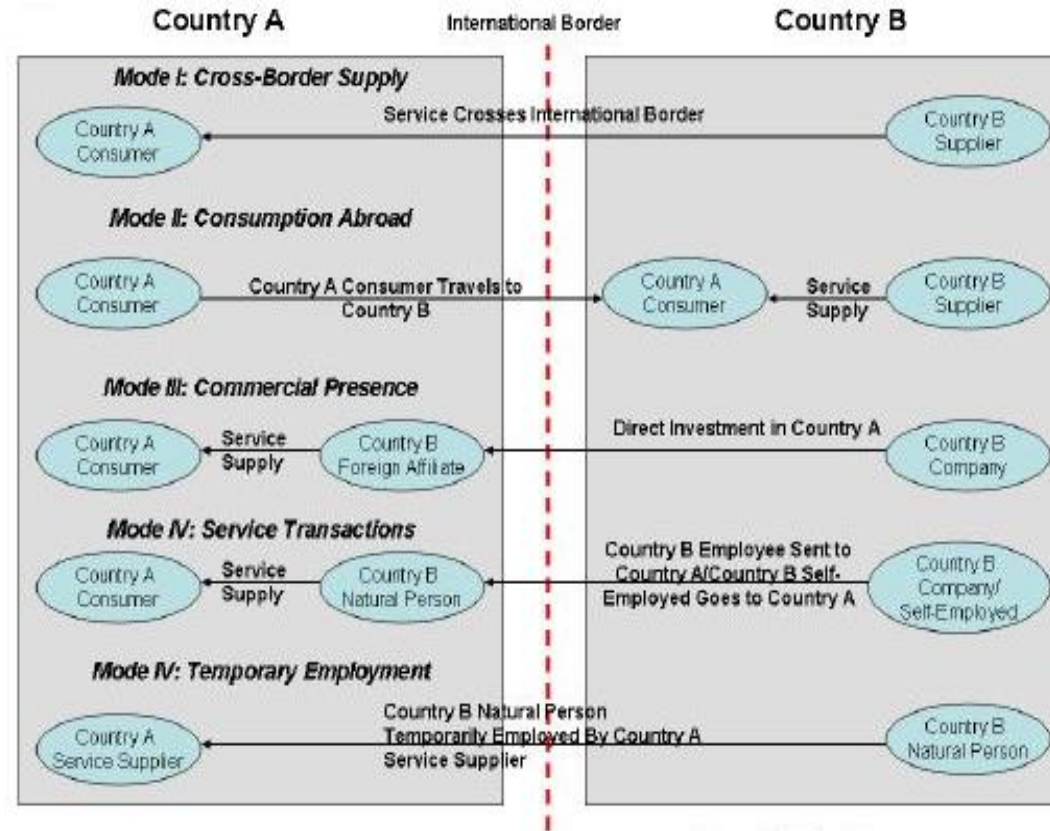 Country A
International Border
Country B
Mode I: Cross-Border Supply
Country A
Consumer
Service Crosses International Border
Country B
Supplier
Mode II: Consumption Abroad
Country A
Consumer
Country A Consumer Travels to
Country B
Country A
Consumer
Service
Supply
Country B
Supplier
Mode III: Commercial Presence
Country A
Consumer
Service
Supply
Country B
Foreign Affiliate
Direct Investment in Country A
Country B
Company
Mode IV: Service Transactions
Country A
Consumer
Service
Supply
Country B
Natural Person
Country B Employee Sent to
Country A/Country B Self-
Employed Goes to Country A
Country B
Company/
Self-Employed
Mode IV: Temporary Employment
Country A
Service Supplier
Country B Natural Person
Temporarily Employed By Country A
Service Supplier
Country B
Natural Person